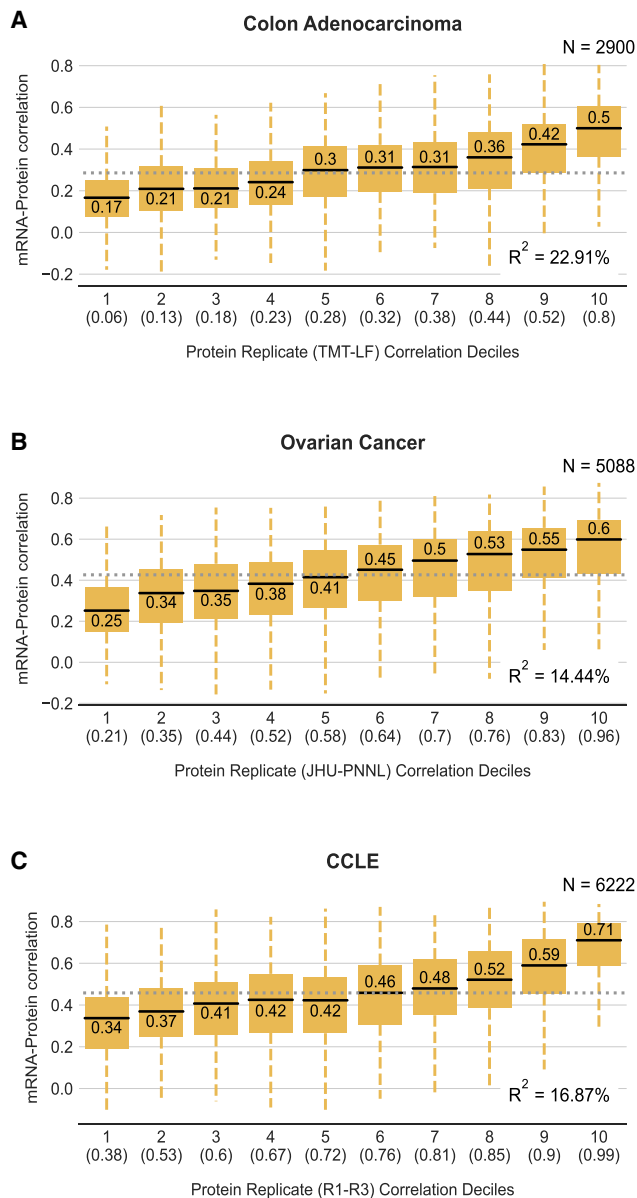 A
Colon Adenocarcinoma
N = 2900
mRNA-Protein correlation
0.8
0.6
0.4
0.2
0.0
−0.2
0.17
0.21
0.21
0.24
0.3
0.31
0.31
0.36
0.42
0.5
R² = 22.91%
1 2 3 4 5 6 7 8 9 10
(0.06) (0.13) (0.18) (0.23) (0.28) (0.32) (0.38) (0.44) (0.52) (0.8)
Protein Replicate (TMT-LF) Correlation Deciles
B
Ovarian Cancer
N = 5088
mRNA-Protein correlation
0.8
0.6
0.4
0.2
0.0
−0.2
0.25
0.34
0.35
0.38
0.41
0.45
0.5
0.53
0.55
0.6
R² = 14.44%
1 2 3 4 5 6 7 8 9 10
(0.21) (0.35) (0.44) (0.52) (0.58) (0.64) (0.7) (0.76) (0.83) (0.96)
Protein Replicate (JHU-PNNL) Correlation Deciles
C
CCLE
N = 6222
mRNA-Protein correlation
0.8
0.6
0.4
0.2
0.0
0.34
0.37
0.41
0.42
0.42
0.46
0.48
0.52
0.59
0.71
R² = 16.87%
1 2 3 4 5 6 7 8 9 10
(0.38) (0.53) (0.6) (0.67) (0.72) (0.76) (0.81) (0.85) (0.9) (0.99)
Protein Replicate (R1-R3) Correlation Deciles